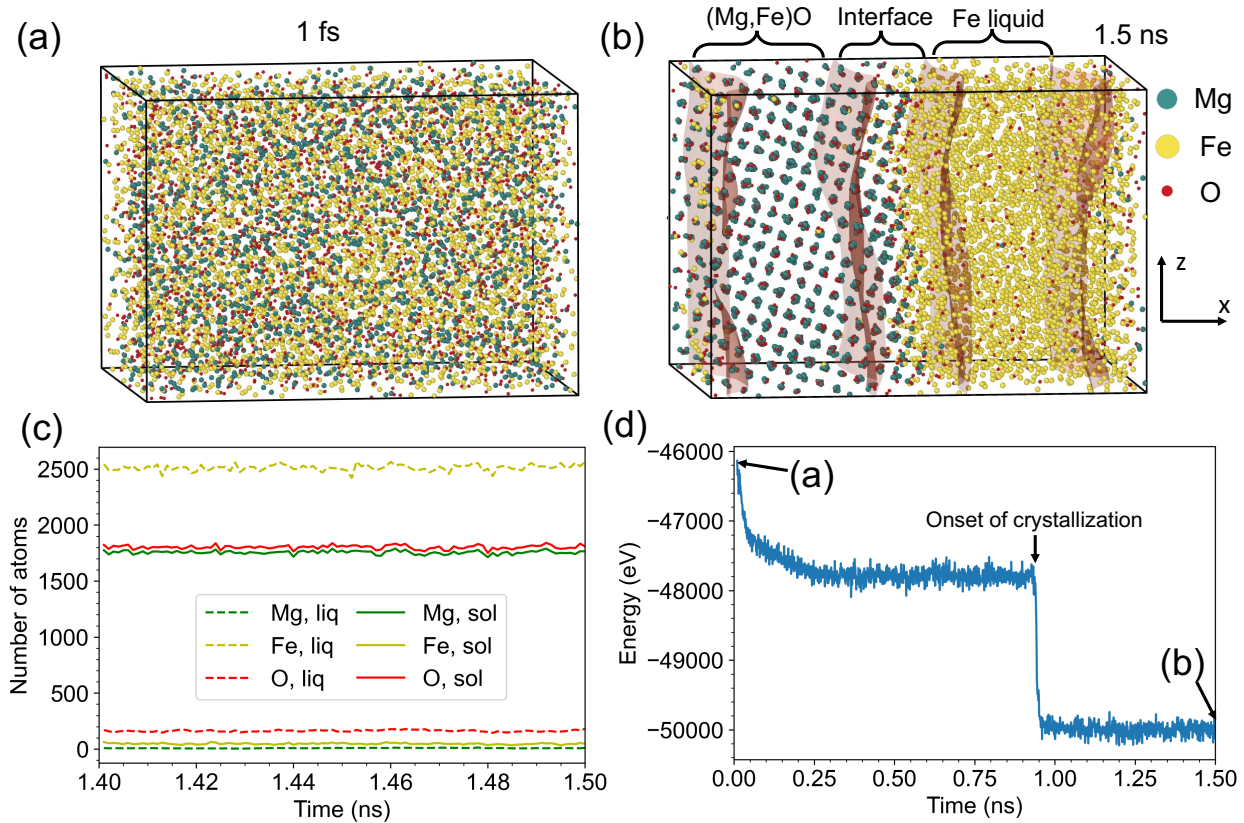 (a)
1 fs
(b)
(Mg,Fe)O
Interface
Fe liquid
1.5 ns
Mg
Fe
O
z
x
(c)
Number of atoms
2500
2000
1500
1000
500
0
Mg, liq
Fe, liq
O, liq
Mg, sol
Fe, sol
O, sol
1.40
1.42
1.44
1.46
1.48
1.50
Time (ns)
(d)
Energy (eV)
−46000
−47000
−48000
−49000
−50000
(a)
Onset of crystallization
(b)
0.00
0.25
0.50
0.75
1.00
1.25
1.50
Time (ns)